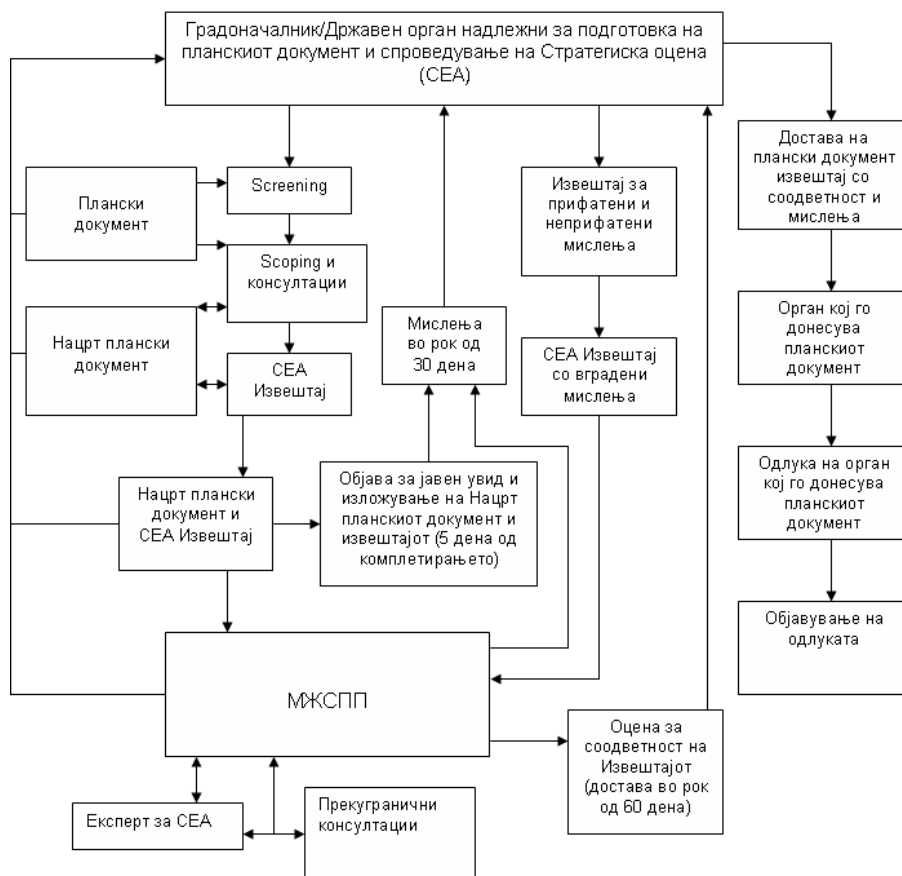 Градоначалник/Државен орган надлежни за подготовка на
планскиот документ и спроведување на Стратегиска оцена
(СЕА)
Плански
документ
Screening
Scoping и
консултации
Нацрт плански
документ
СЕА
Извештај
Нацрт плански
документ и
СЕА Извештај
Објава за јавен увид и
изложување на Нацрт
планскиот документ и
извештајот (5 дена од
комплетирањето)
Мислења
во рок од
30 дена
Извештај за
прифатени и
неприфатени
мислења
СЕА Извештај
со вградени
мислења
МЖСПП
Експерт за СЕА
Прекугранични
консултации
Оцена за
соодветност на
Извештајот
(достава во рок
од 60 дена)
Достава на
плански документ
извештај со
соодветност и
мислења
Орган кој го
донесува
планскиот
документ
Одлука на орган
кој го донесува
планскиот
документ
Објавување на
одлуката